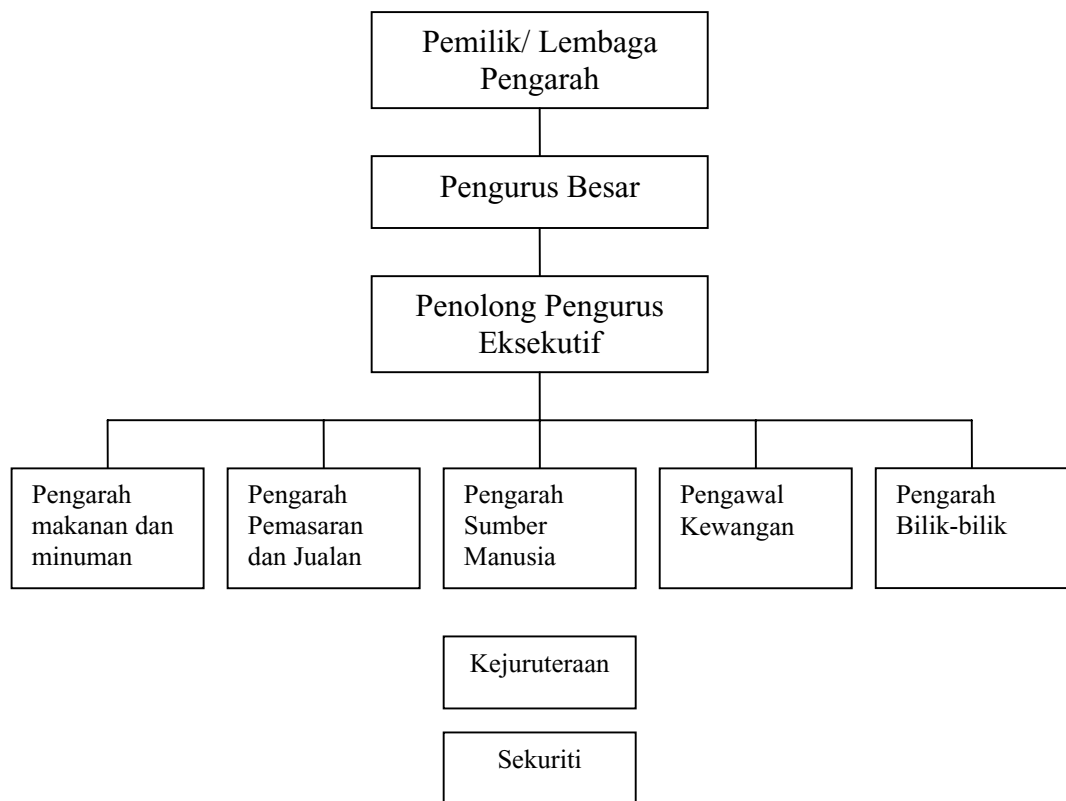 Pemilik/ Lembaga
Pengarah
Pengurus Besar
Penolong Pengurus
Eksekutif
Pengarah
makanan dan
minuman
Pengarah
Pemasaran
dan Jualan
Pengarah
Sumber
Manusia
Pengawal
Kewangan
Pengarah
Bilik-bilik
Kejuruteraan
Sekuriti